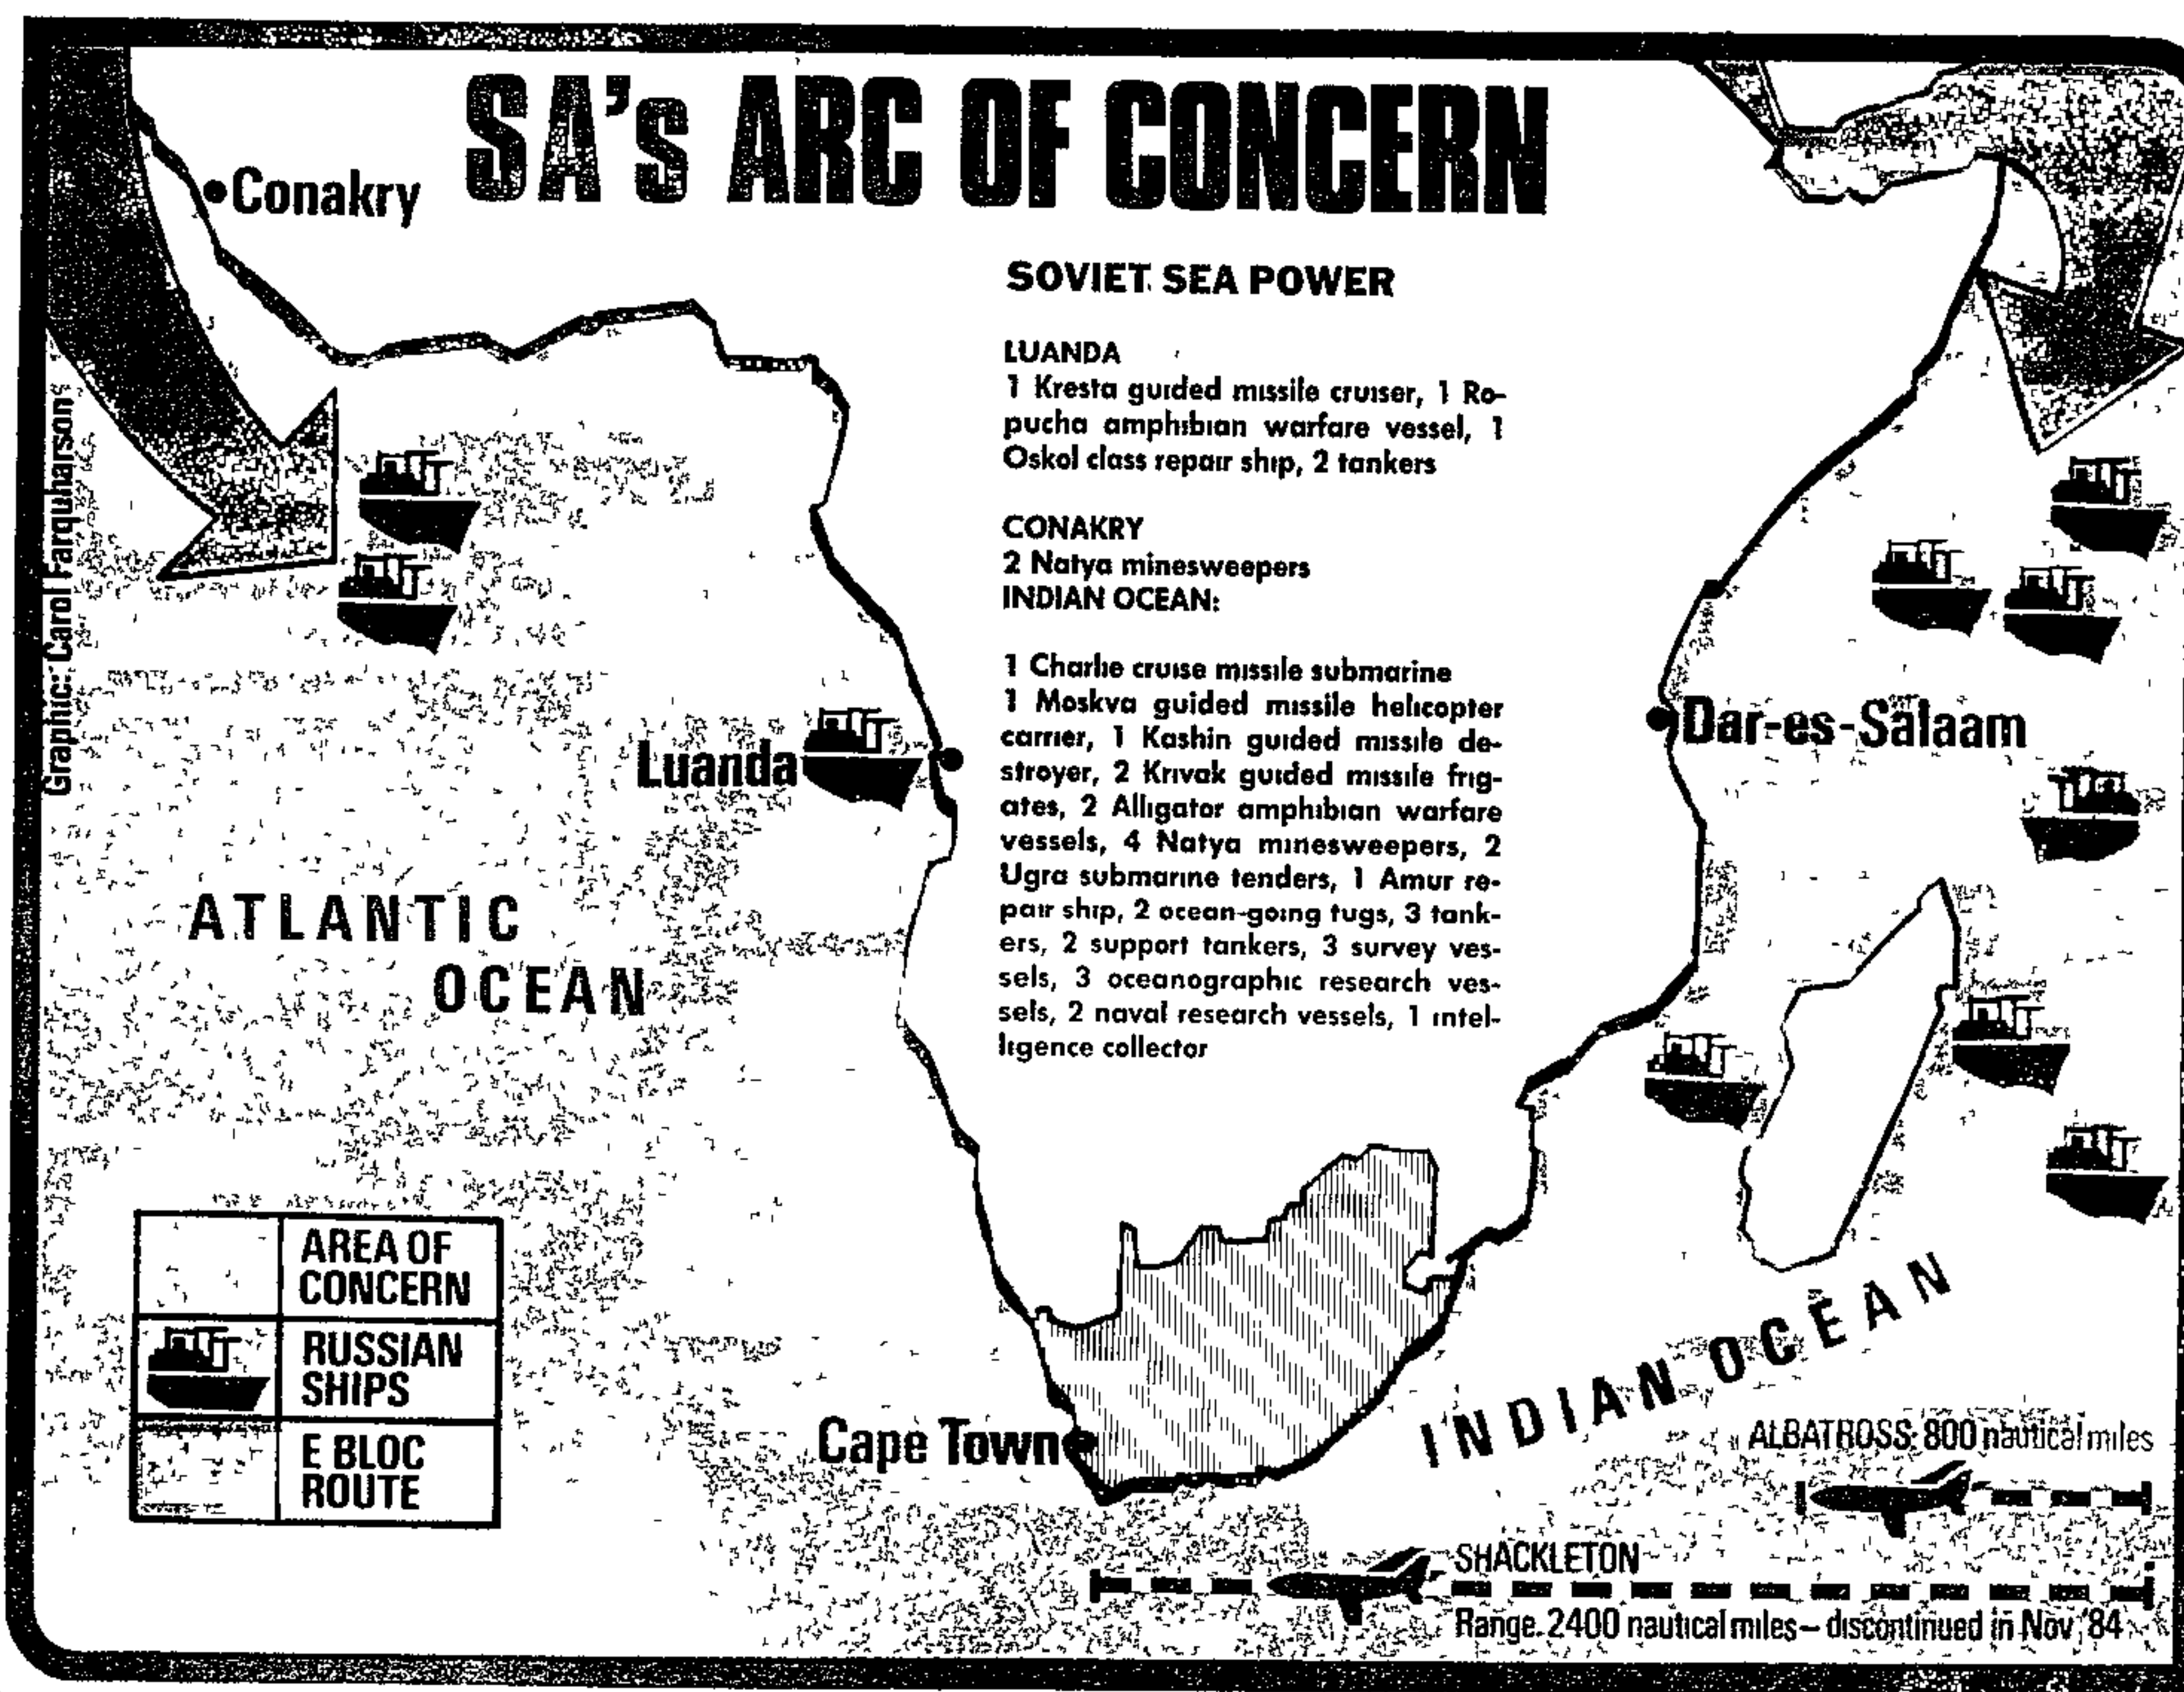 SA's ARC OF CONCERN
Conakry
SOVIET SEA POWER
LUANDA
1 Kresta guided missile cruiser, 1 Ro-
pucha amphibian warfare vessel, 1
Oskol class repair ship, 2 tankers
CONAKRY
2 Natya minesweepers
INDIAN OCEAN:
1 Charlie cruise missile submarine
1 Moskva guided missile helicopter
carrier, 1 Kashin guided missile de-
stroyer, 2 Krivak guided missile frig-
ates, 2 Alligator amphibian warfare
vessels, 4 Natya minesweepers, 2
Ugra submarine tenders, 1 Amur re-
pair ship, 2 ocean-going tugs, 3 tank-
ers, 2 support tankers, 3 survey ves-
sels, 3 oceanographic research ves-
sels, 2 naval research vessels, 1 intel-
ligence collector
Graphic: Carol Farquharson
Luanda
Dar-es-Salaam
ATLANTIC
OCEAN
AREA OF
CONCERN
RUSSIAN
SHIPS
E BLOC
ROUTE
Cape Town
INDIAN OCEAN
ALBATROSS: 800 nautical miles
SHACKLETON
Range 2400 nautical miles – discontinued in Nov '84